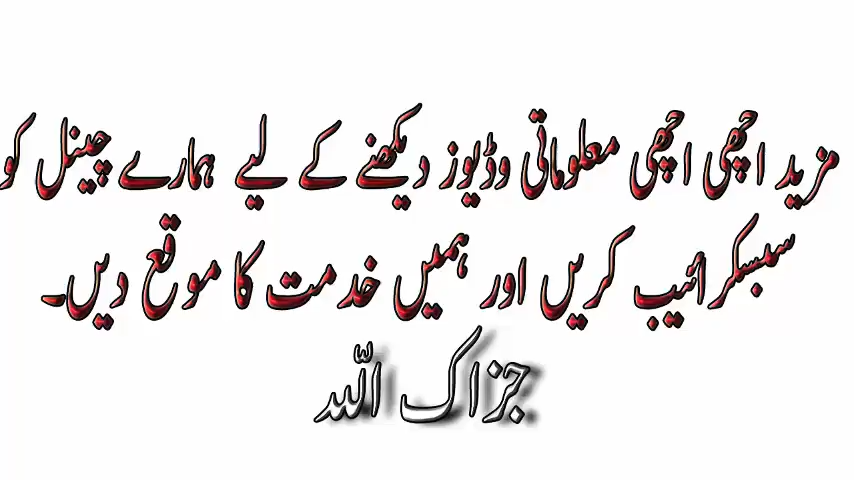 مزید اچھی اچھی معلوماتی وڈیوز دیکھنے کے لیے ہمارے چینل کو
سبسکرائیب کریں اور ہمیں خدمت کا موقع دیں۔
جزاک اللّٰہ